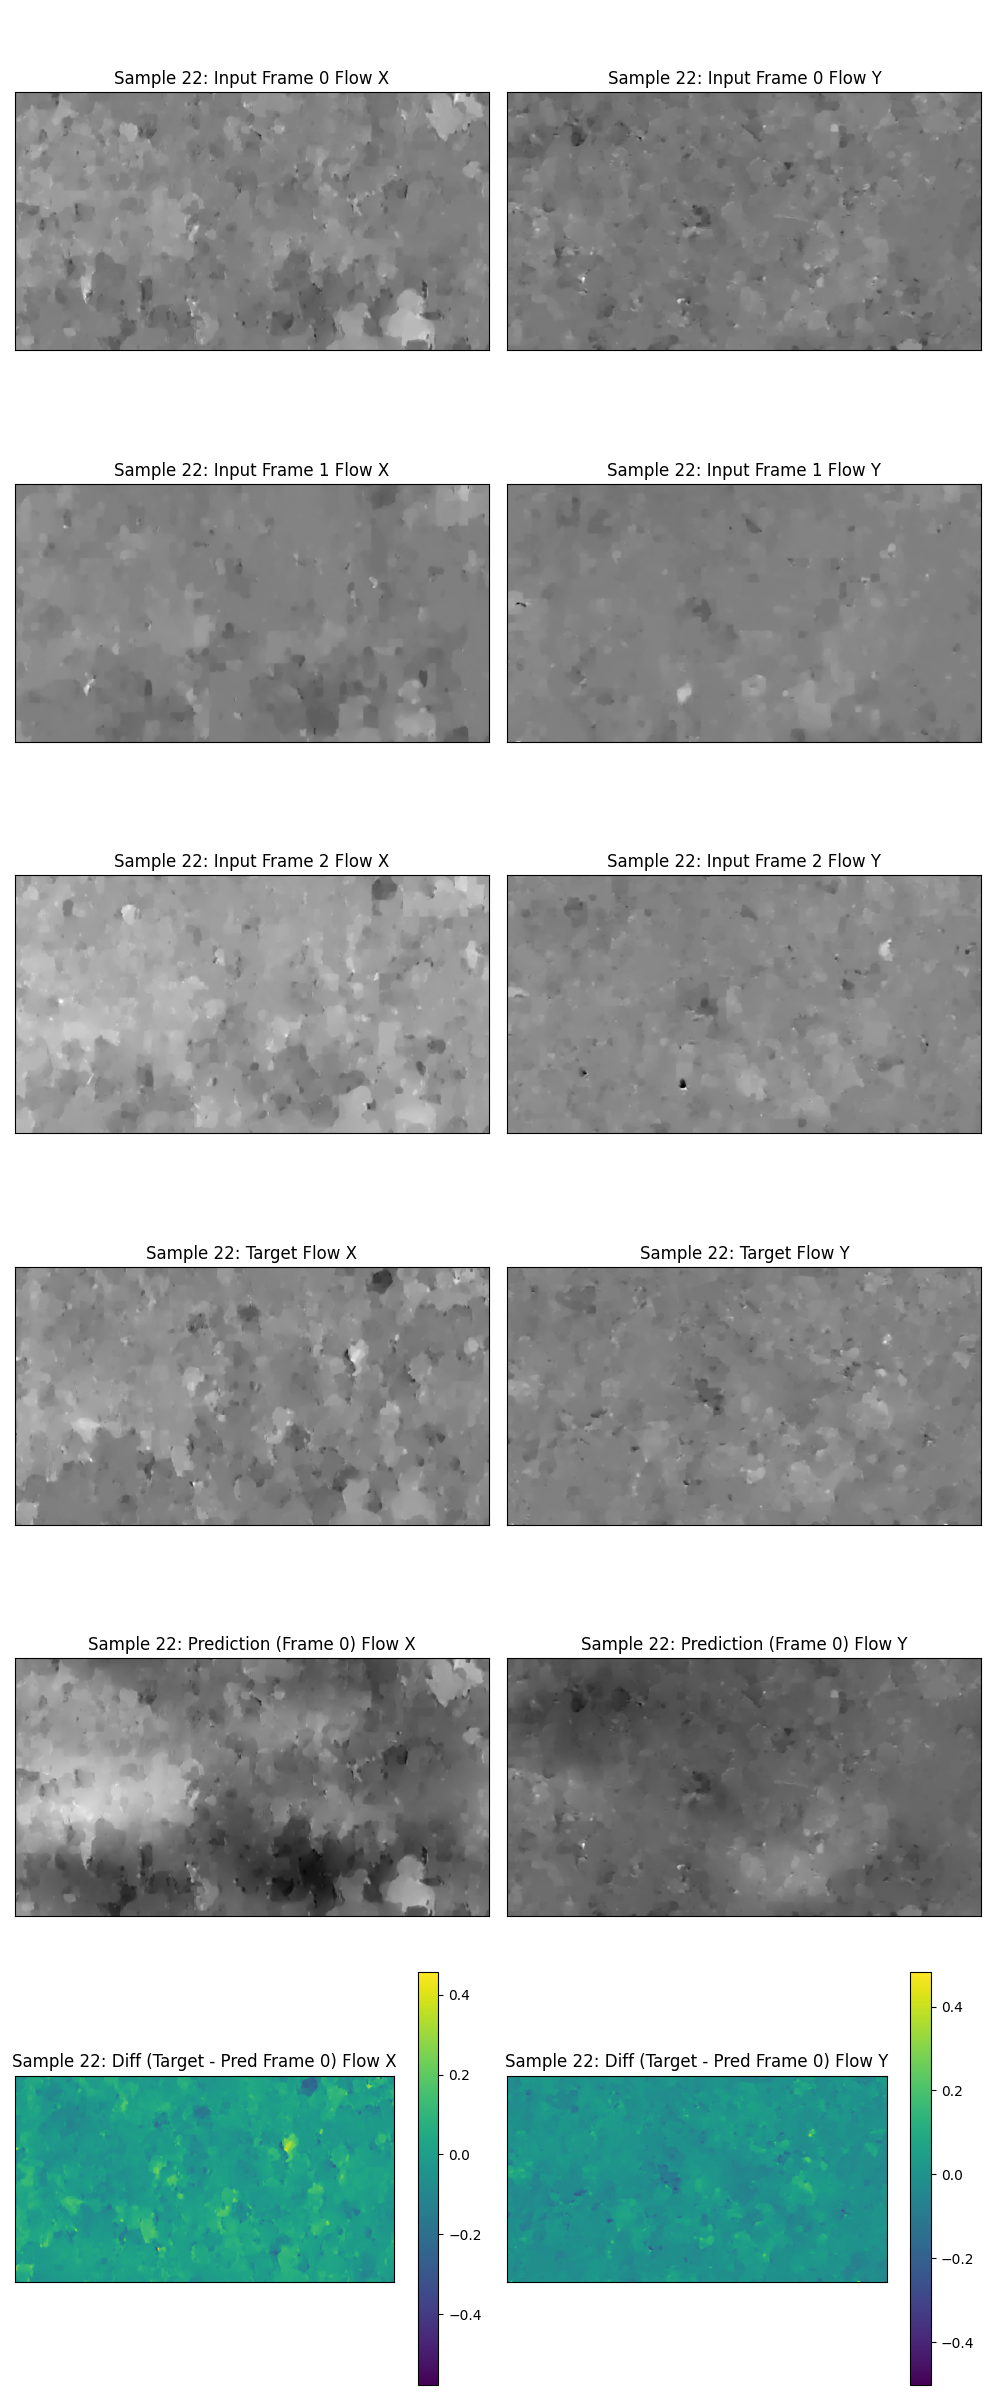 Sample 22: Input Frame 0 Flow X
Sample 22: Input Frame 0 Flow Y
Sample 22: Input Frame 1 Flow X
Sample 22: Input Frame 1 Flow Y
Sample 22: Input Frame 2 Flow X
Sample 22: Input Frame 2 Flow Y
Sample 22: Target Flow X
Sample 22: Target Flow Y
Sample 22: Prediction (Frame 0) Flow X
Sample 22: Prediction (Frame 0) Flow Y
Sample 22: Diff (Target - Pred Frame 0) Flow X
0.4
0.2
0.0
−0.2
−0.4
Sample 22: Diff (Target - Pred Frame 0) Flow Y
0.4
0.2
0.0
−0.2
−0.4